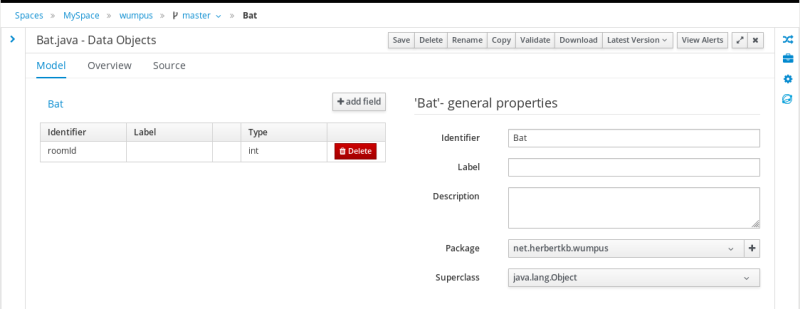 Spaces » MySpace » wumpus » master » Bat
Bat.java - Data Objects
Save Delete Rename Copy Validate Download Latest Version View Alerts
Model Overview Source
Bat
+ add field
Identifier Label Type
roomId int Delete
'Bat'- general properties
Identifier Bat
Label
Description
Package net.herbertkb.wumpus +
Superclass java.lang.Object